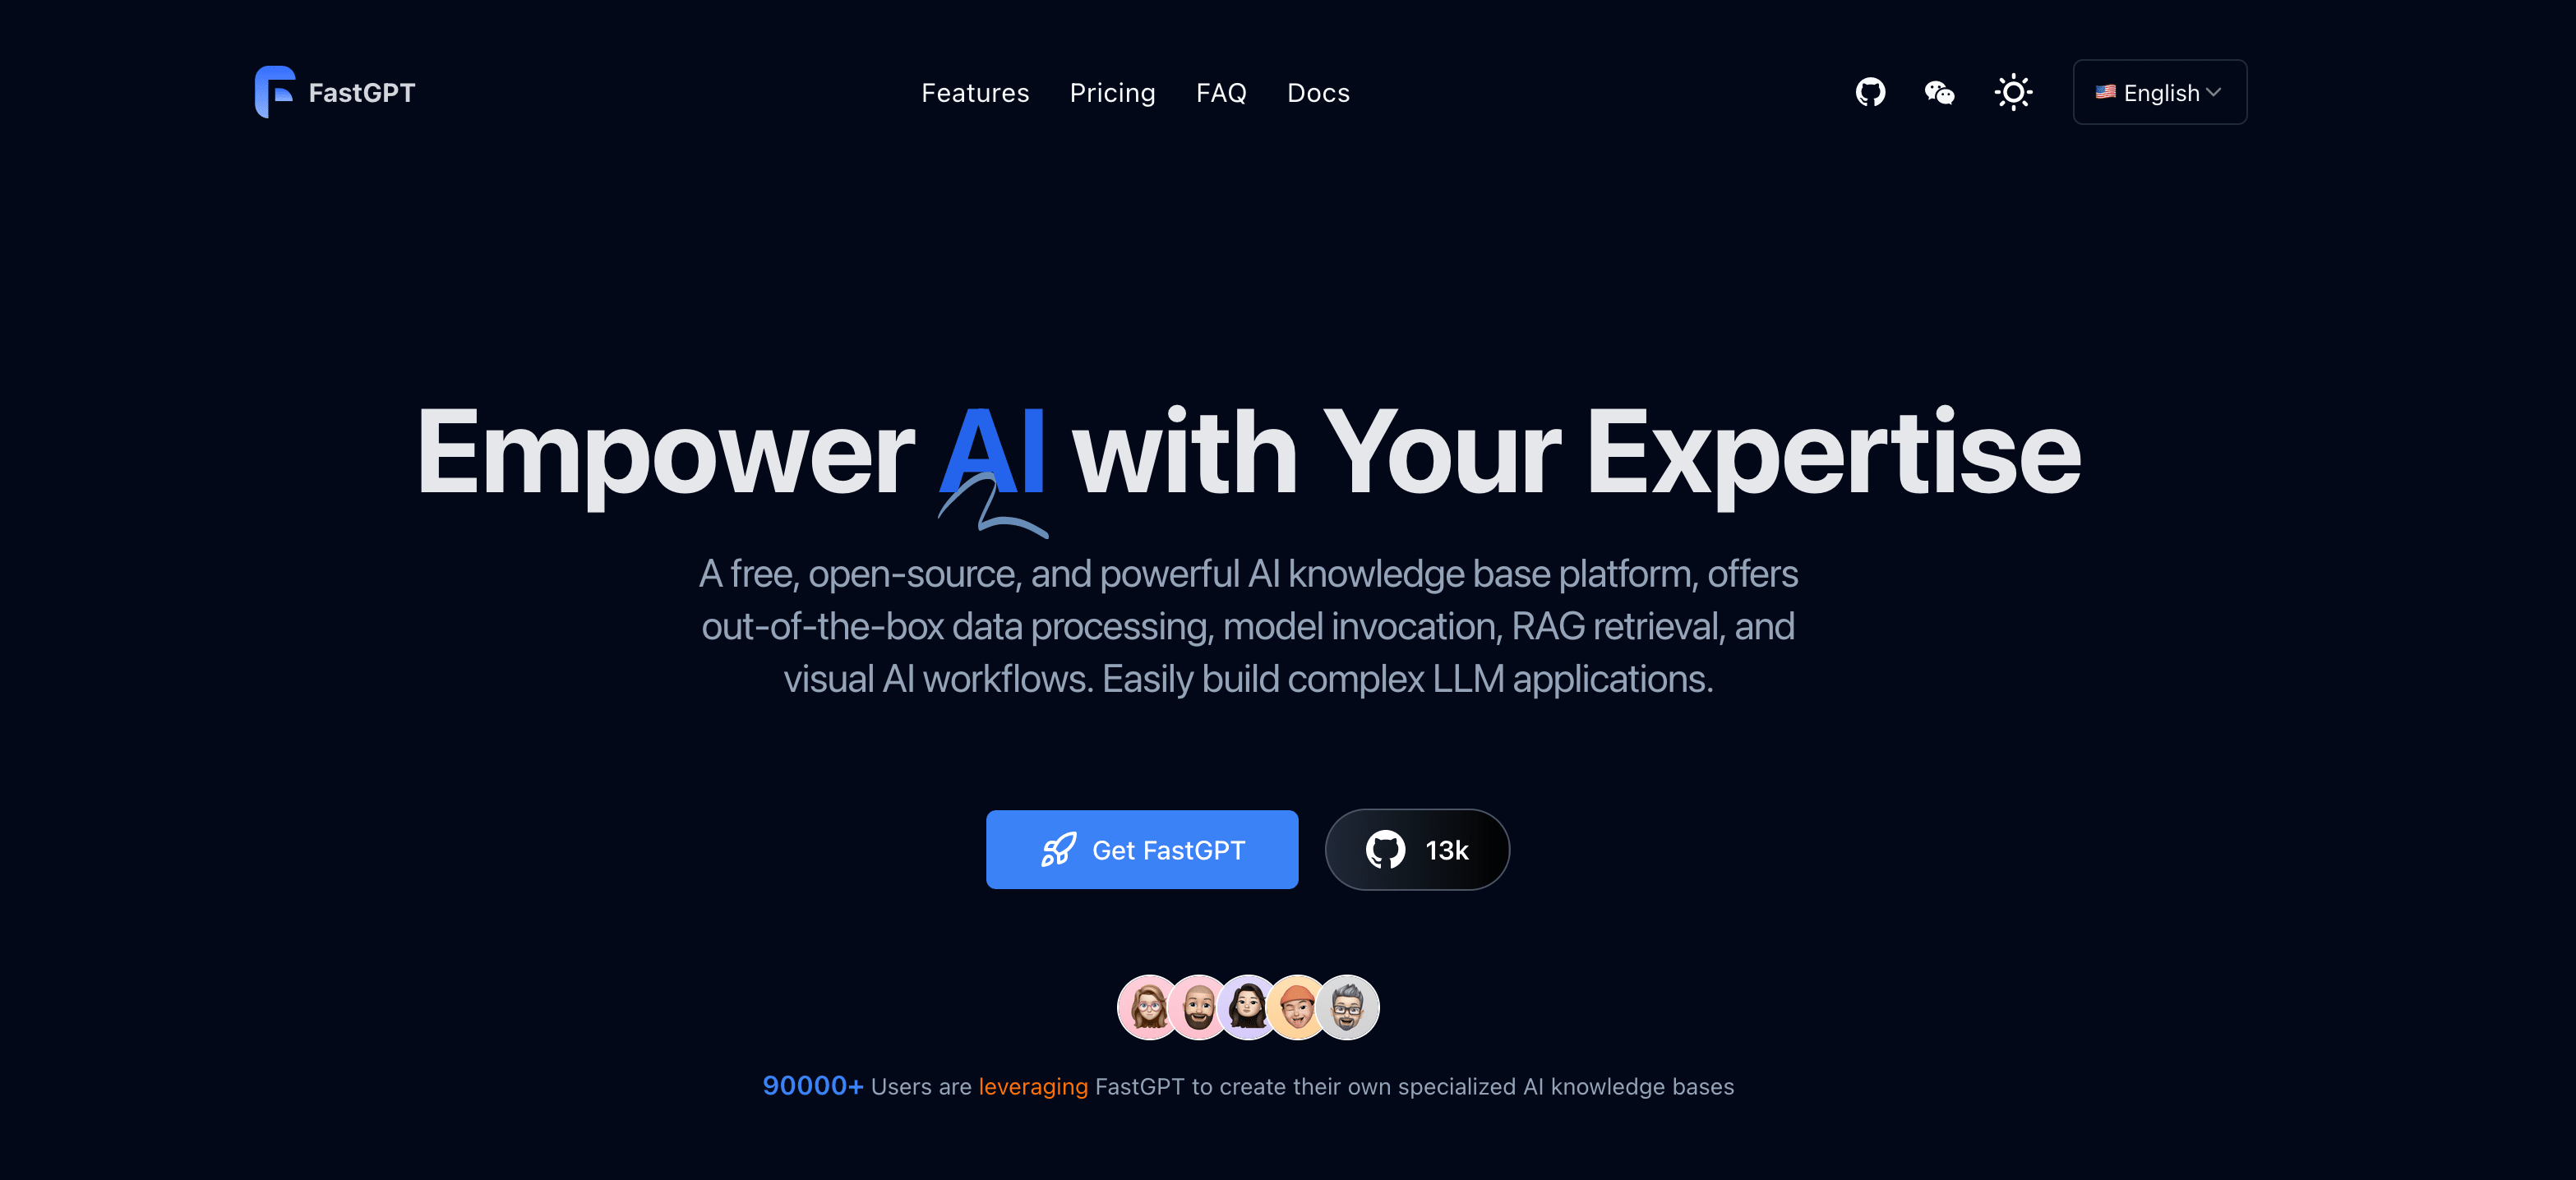 FastGPT
Features Pricing FAQ Docs
English
Empower AI with Your Expertise
A free, open-source, and powerful AI knowledge base platform, offers
out-of-the-box data processing, model invocation, RAG retrieval, and
visual AI workflows. Easily build complex LLM applications.
Get FastGPT
13k
90000+ Users are leveraging FastGPT to create their own specialized AI knowledge bases